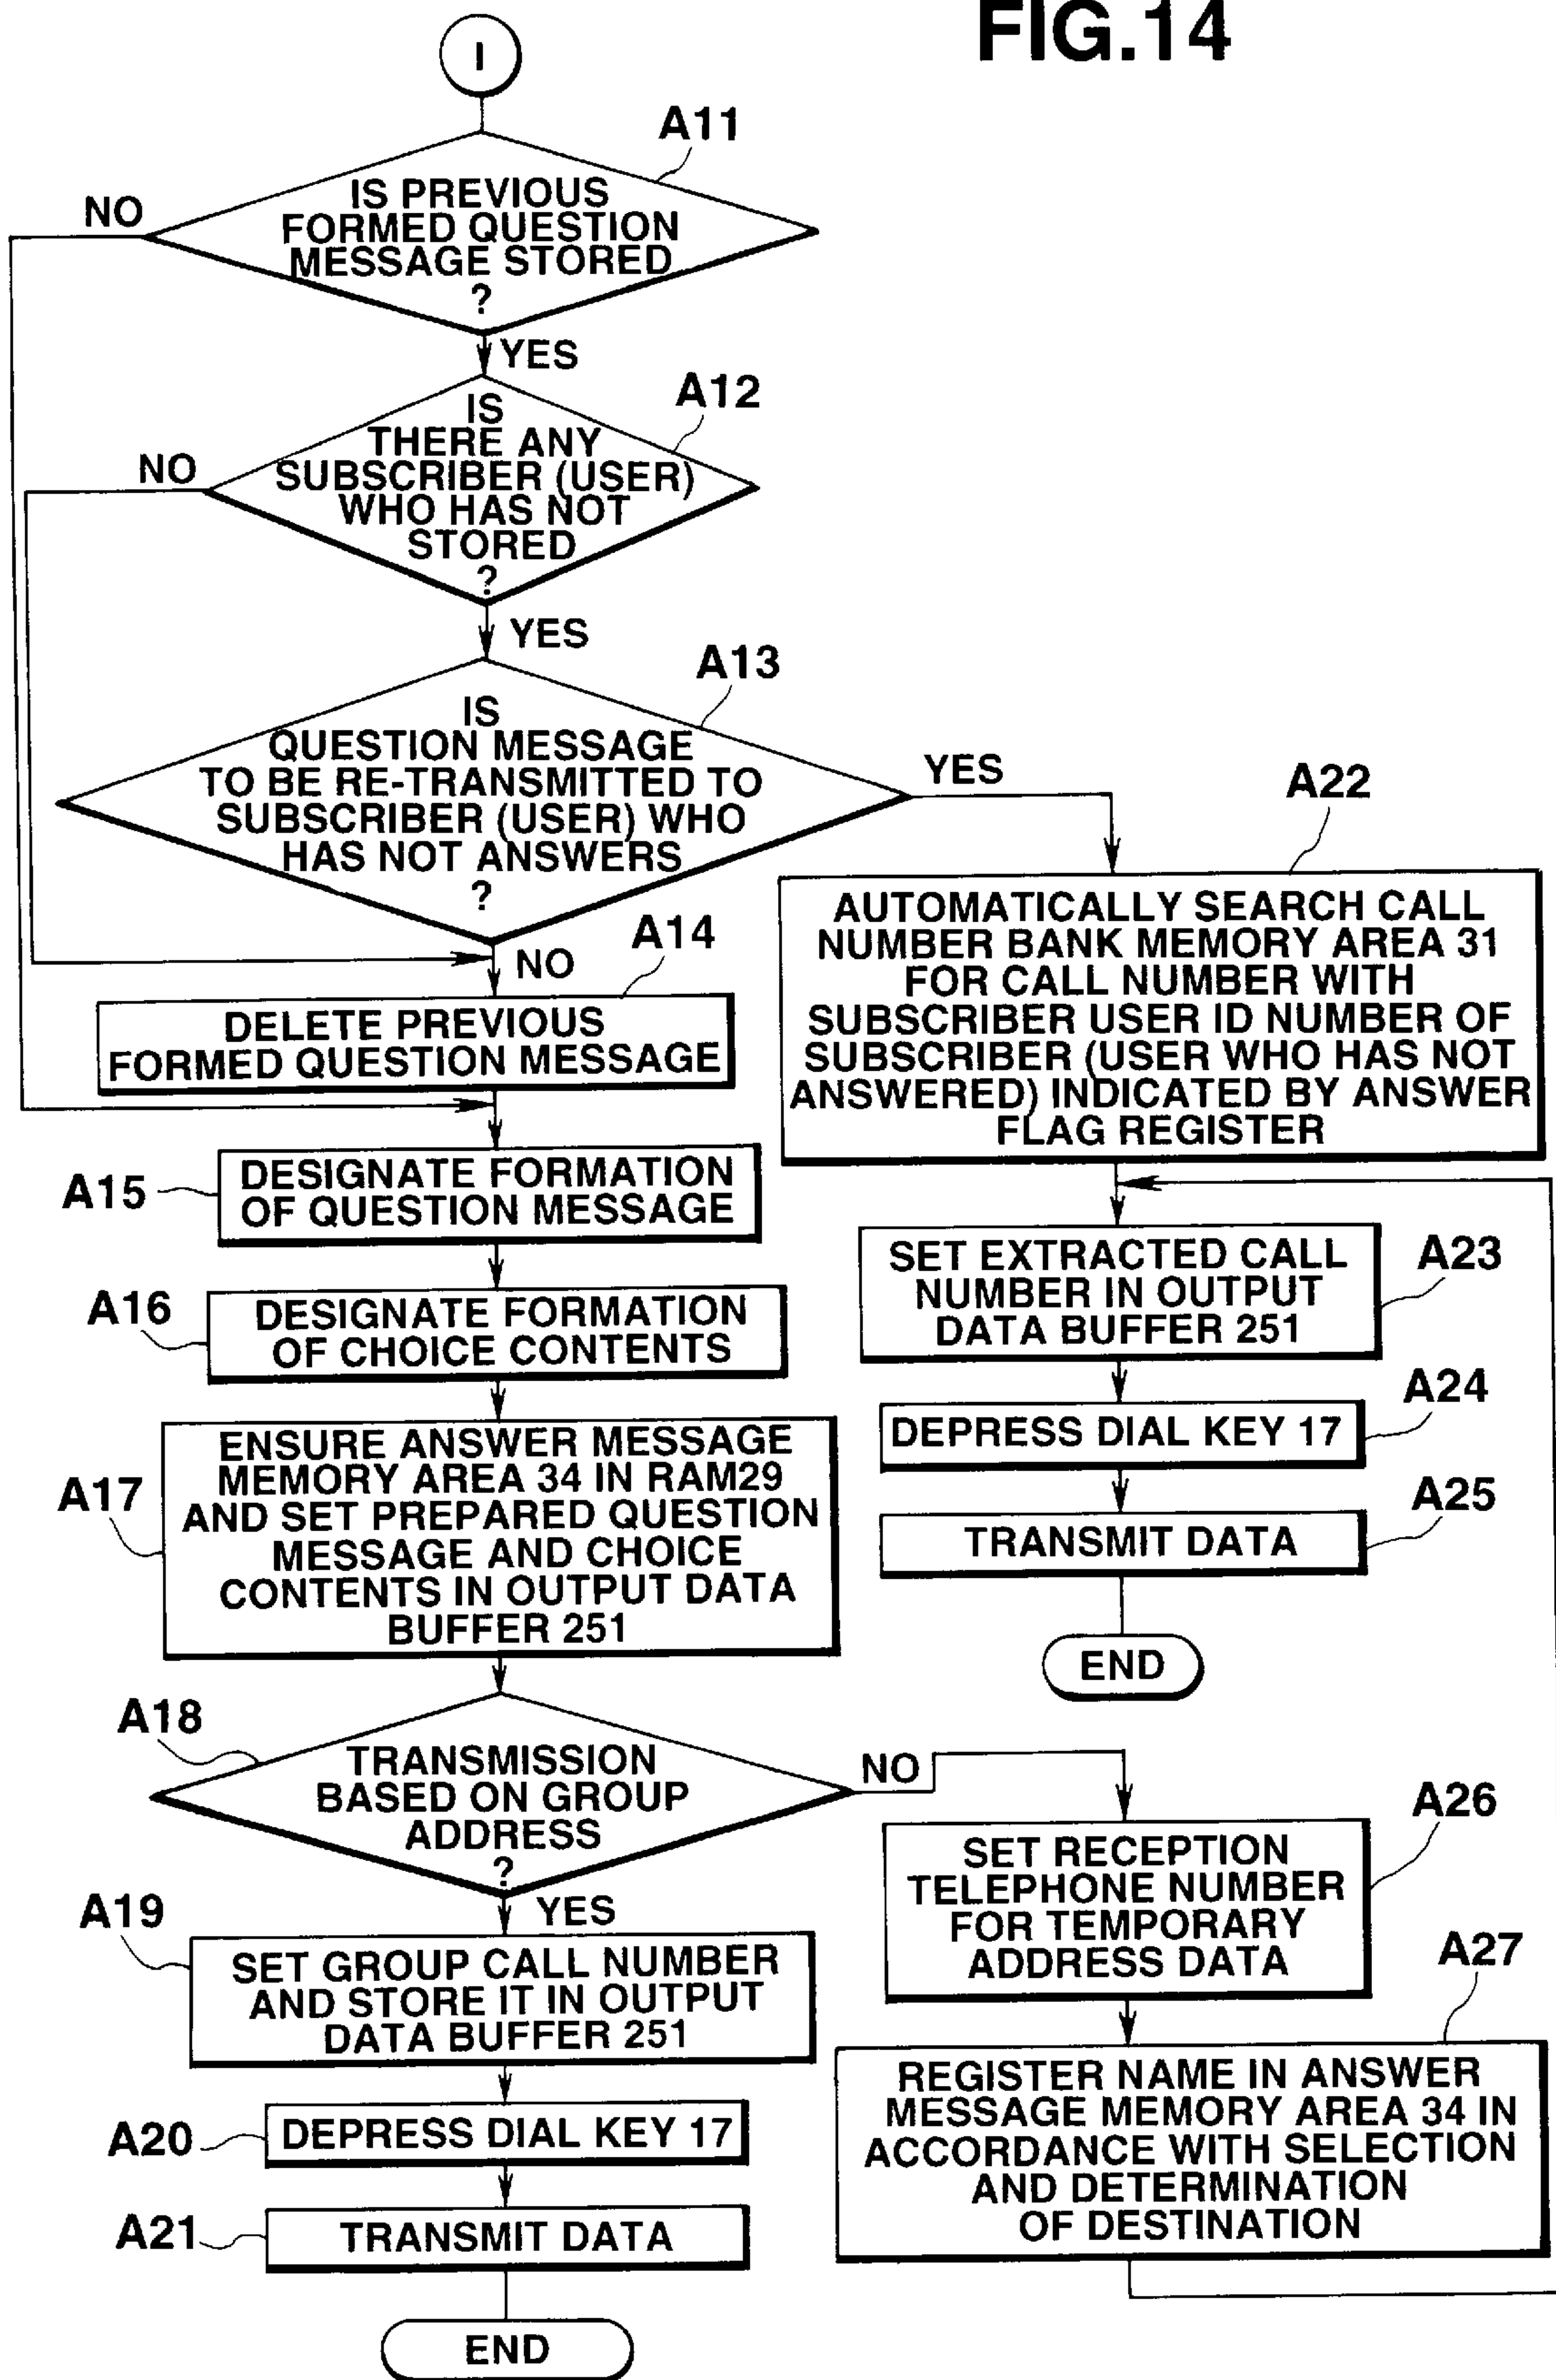 FIG.14
I
A11
IS PREVIOUS
FORMED QUESTION
MESSAGE STORED
?
NO
YES
A12
IS
THERE ANY
SUBSCRIBER (USER)
WHO HAS NOT
STORED
?
NO
YES
A13
IS
QUESTION MESSAGE
TO BE RE-TRANSMITTED TO
SUBSCRIBER (USER) WHO
HAS NOT ANSWERS
?
YES
NO
A14
DELETE PREVIOUS
FORMED QUESTION MESSAGE
A15
DESIGNATE FORMATION
OF QUESTION MESSAGE
A16
DESIGNATE FORMATION
OF CHOICE CONTENTS
A17
ENSURE ANSWER MESSAGE
MEMORY AREA 34 IN RAM29
AND SET PREPARED QUESTION
MESSAGE AND CHOICE
CONTENTS IN OUTPUT DATA
BUFFER 251
A18
TRANSMISSION
BASED ON GROUP
ADDRESS
?
NO
YES
A19
SET GROUP CALL NUMBER
AND STORE IT IN OUTPUT
DATA BUFFER 251
A20
DEPRESS DIAL KEY 17
A21
TRANSMIT DATA
END
A22
AUTOMATICALLY SEARCH CALL
NUMBER BANK MEMORY AREA 31
FOR CALL NUMBER WITH
SUBSCRIBER USER ID NUMBER OF
SUBSCRIBER (USER WHO HAS NOT
ANSWERED) INDICATED BY ANSWER
FLAG REGISTER
A23
SET EXTRACTED CALL
NUMBER IN OUTPUT
DATA BUFFER 251
A24
DEPRESS DIAL KEY 17
A25
TRANSMIT DATA
END
A26
SET RECEPTION
TELEPHONE NUMBER
FOR TEMPORARY
ADDRESS DATA
A27
REGISTER NAME IN ANSWER
MESSAGE MEMORY AREA 34 IN
ACCORDANCE WITH SELECTION
AND DETERMINATION
OF DESTINATION